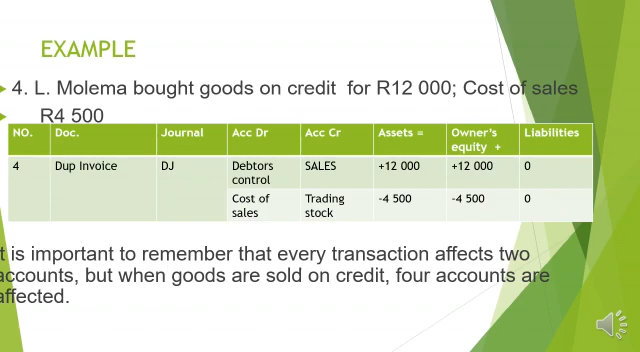 EXAMPLE
4. L. Molema bought goods on credit for R12 000; Cost of sales
R4 500
NO. Doc. Journal Acc Dr Acc Cr Assets = Owner's equity + Liabilities
4 Dup Invoice DJ Debtors control SALES +12 000 +12 000 0
Cost of sales Trading stock -4 500 -4 500 0
t is important to remember that every transaction affects two
accounts, but when goods are sold on credit, four accounts are
affected.